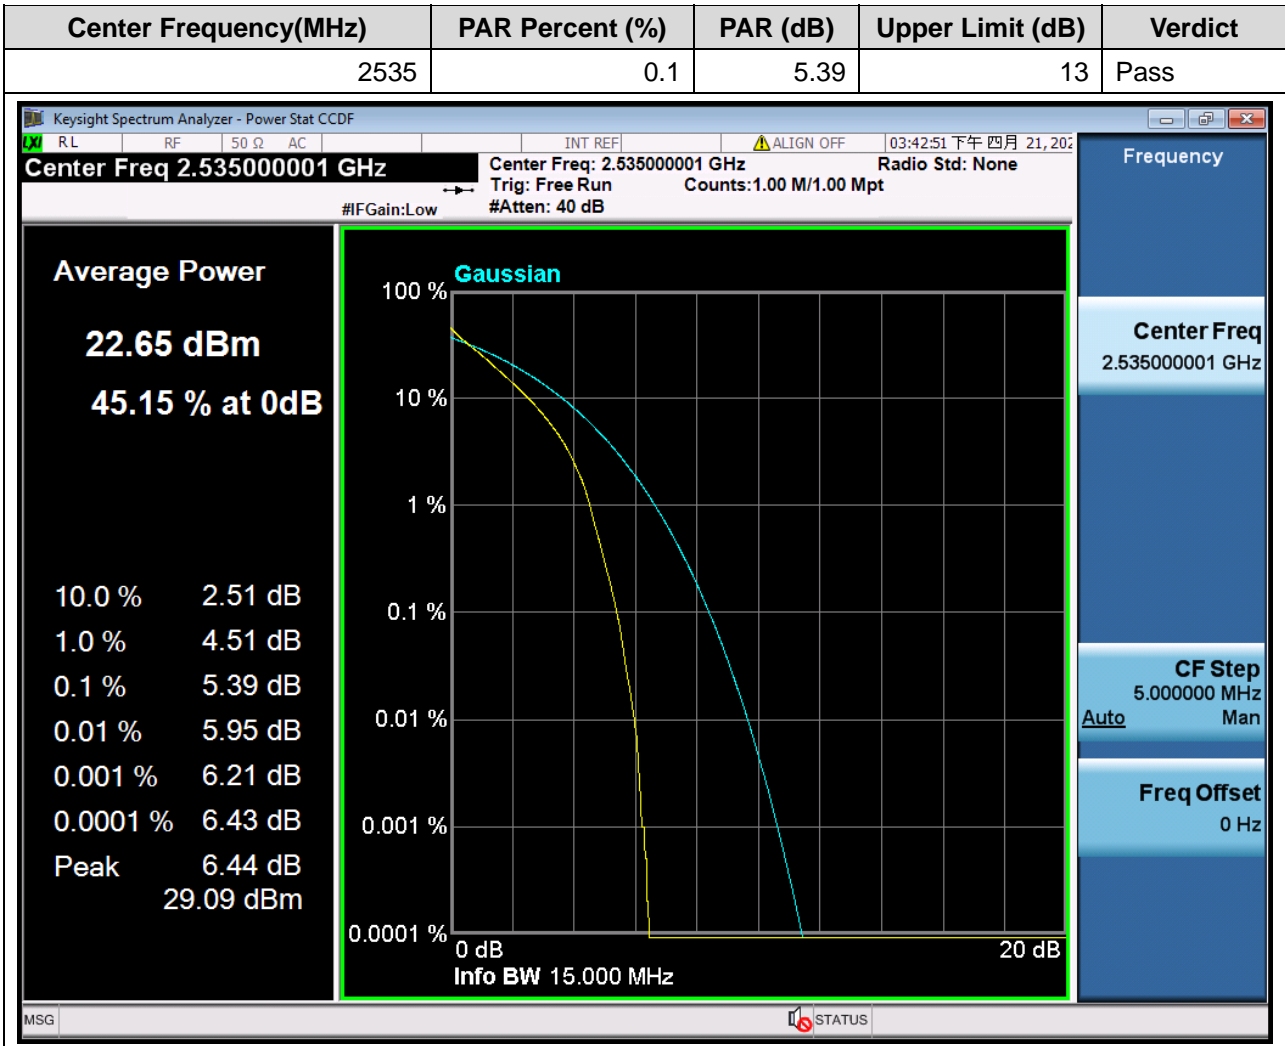 Center Frequency(MHz) PAR Percent (%) PAR (dB) Upper Limit (dB) Verdict
2535 0.1 5.39 13 Pass
Keysight Spectrum Analyzer - Power Stat CCDF
LXI RL RF 50 Ω AC INT REF ALIGN OFF 03:42:51 下午 四月 21, 202
Center Freq 2.535000001 GHz
#IFGain:Low
Center Freq: 2.535000001 GHz Radio Std: None
Trig: Free Run Counts:1.00 M/1.00 Mpt
#Atten: 40 dB
Average Power
22.65 dBm
45.15 % at 0dB
10.0 % 2.51 dB
1.0 % 4.51 dB
0.1 % 5.39 dB
0.01 % 5.95 dB
0.001 % 6.21 dB
0.0001 % 6.43 dB
Peak 6.44 dB
29.09 dBm
Gaussian
100 %
10 %
1 %
0.1 %
0.01 %
0.001 %
0.0001 %
0 dB 20 dB
Info BW 15.000 MHz
Frequency
Center Freq
2.535000001 GHz
CF Step
5.000000 MHz
Auto Man
Freq Offset
0 Hz
MSG STATUS